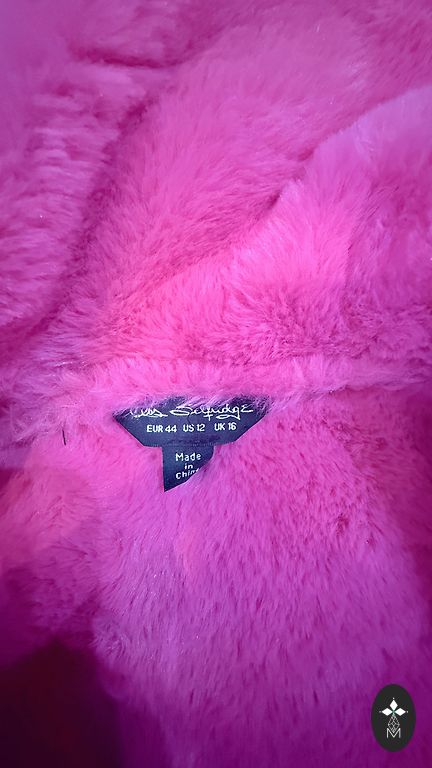 Miss Selfridge
EUR 44 US 12 UK 16
Made
in
China
M